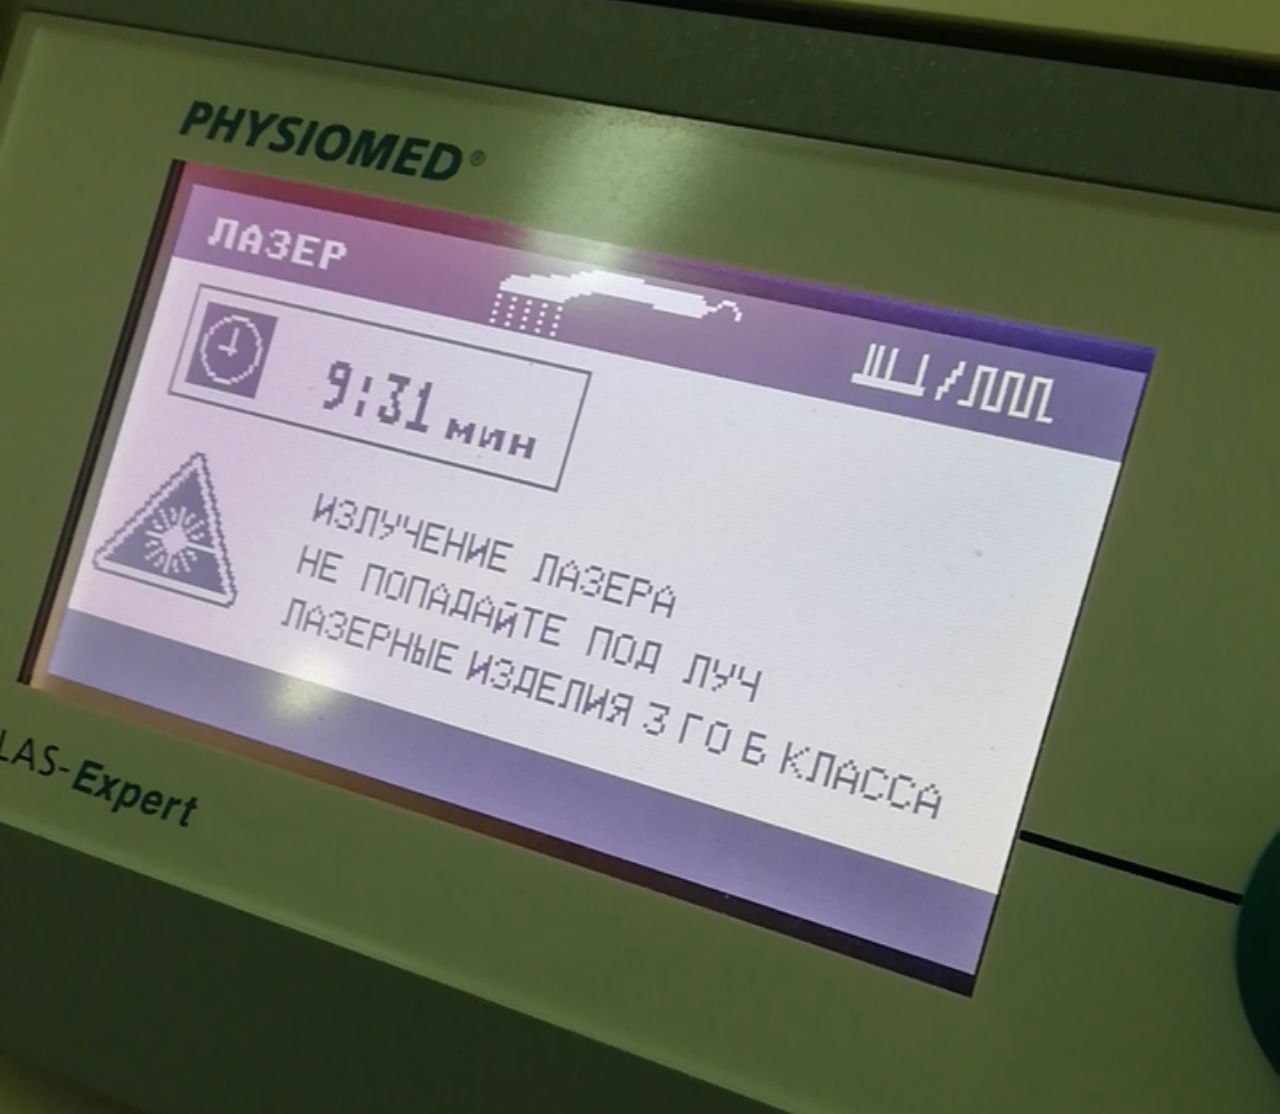 PHYSIOMED®
ЛАЗЕР
9:31 мин
ИЗЛУЧЕНИЕ ЛАЗЕРА
НЕ ПОПАДАЙТЕ ПОД ЛУЧ
ЛАЗЕРНЫЕ ИЗДЕЛИЯ 3 ГО Б КЛАССА
LAS-Expert